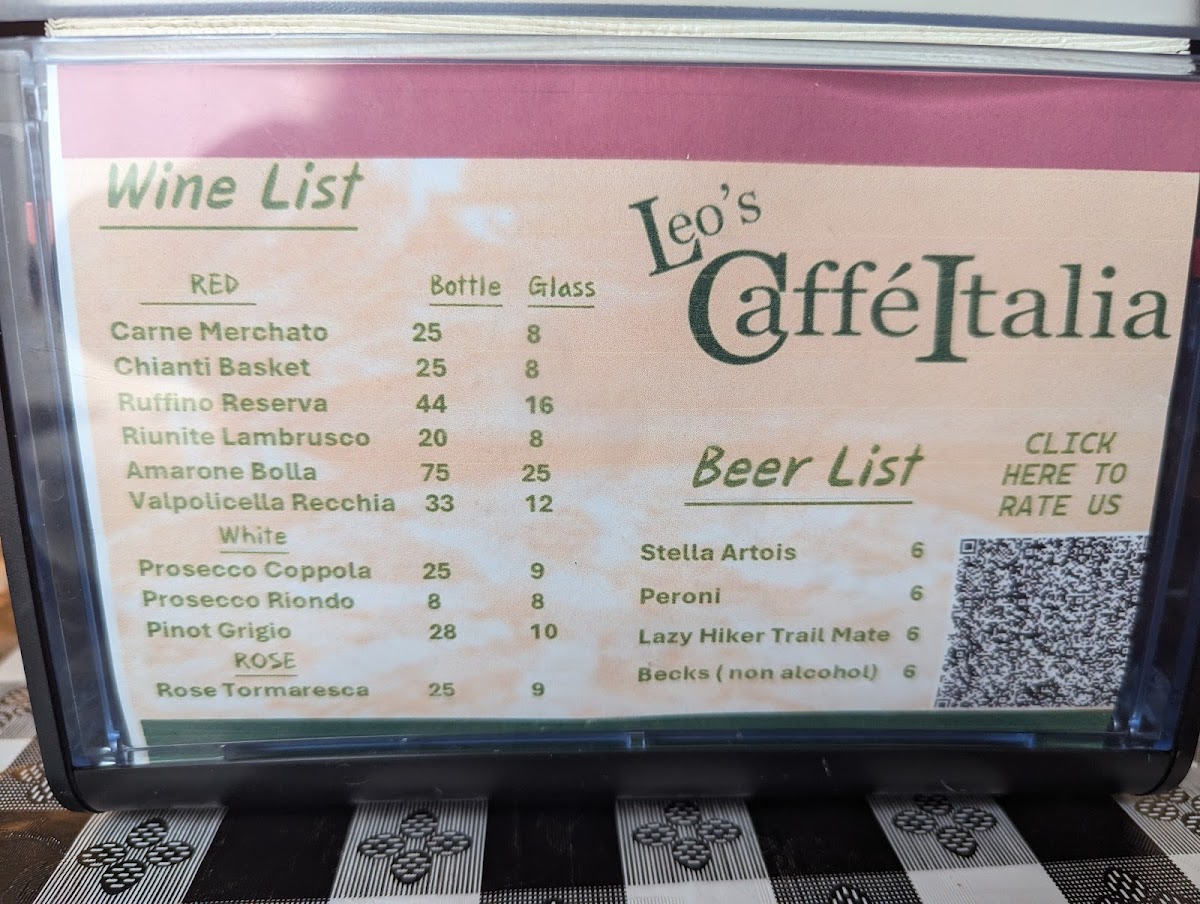 Wine List
RED Bottle Glass
Carne Merchato 25 8
Chianti Basket 25 8
Ruffino Reserva 44 16
Riunite Lambrusco 20 8
Amarone Bolla 75 25
Valpolicella Recchia 33 12
White
Prosecco Coppola 25 9
Prosecco Riondo 8 8
Pinot Grigio 28 10
ROSE
Rose Tormaresca 25 9
Leo's
Caffé Italia
Beer List
Stella Artois 6
Peroni 6
Lazy Hiker Trail Mate 6
Becks ( non alcohol) 6
CLICK
HERE TO
RATE US